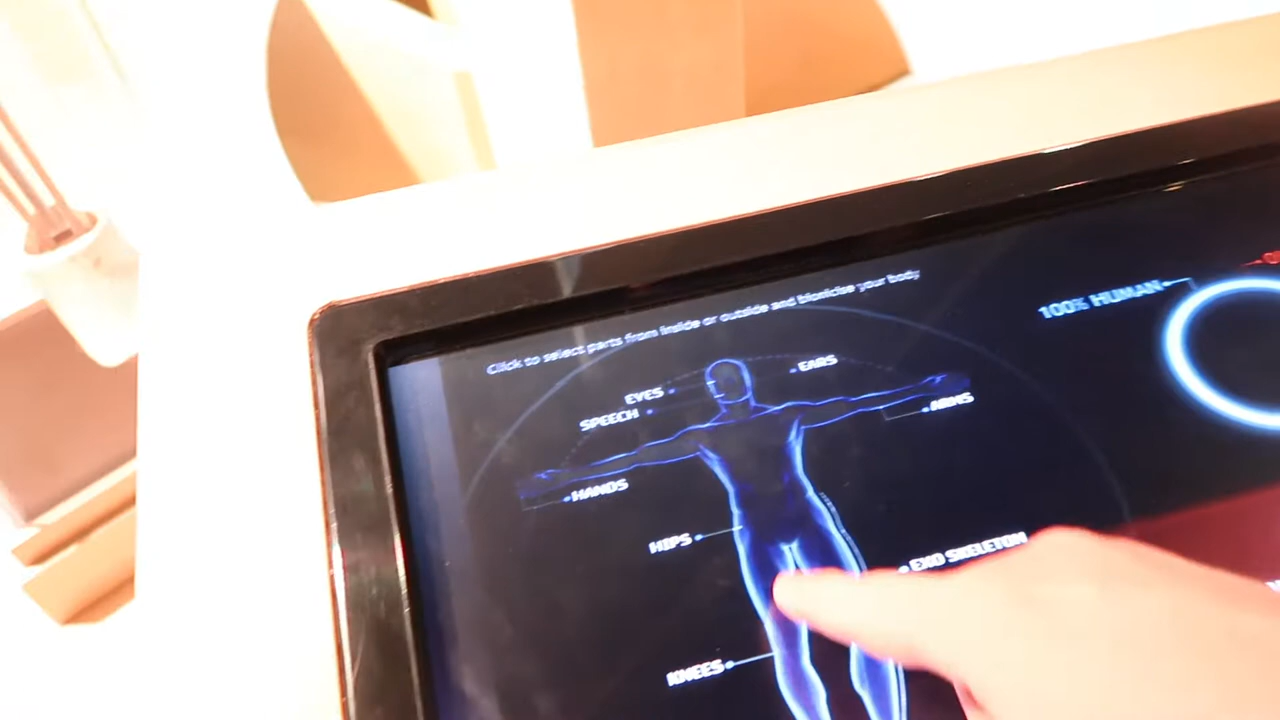 Click to select parts from inside or outside and bionicise your body
100% HUMAN
EARS
EYES
SPEECH
ARMS
HANDS
HIPS
EXO SKELETON
KNEES